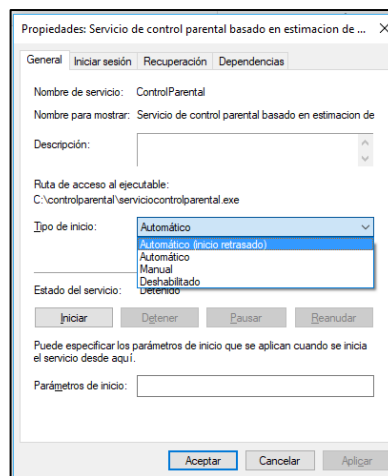 Propiedades: Servicio de control parental basado en estimacion de ...
General Iniciar sesión Recuperación Dependencias
Nombre de servicio: ControlParental
Nombre para mostrar: Servicio de control parental basado en estimacion de
Descripción:
Ruta de acceso al ejecutable:
C:\controlparental\serviciocontrolparental.exe
Tipo de inicio: Automático
Automático (inicio retrasado)
Automático
Manual
Deshabilitado
Estado del servicio: Detenido
Iniciar Detener Pausar Reanudar
Puede especificar los parámetros de inicio que se aplican cuando se inicia
el servicio desde aquí.
Parámetros de inicio:
Aceptar Cancelar Aplicar